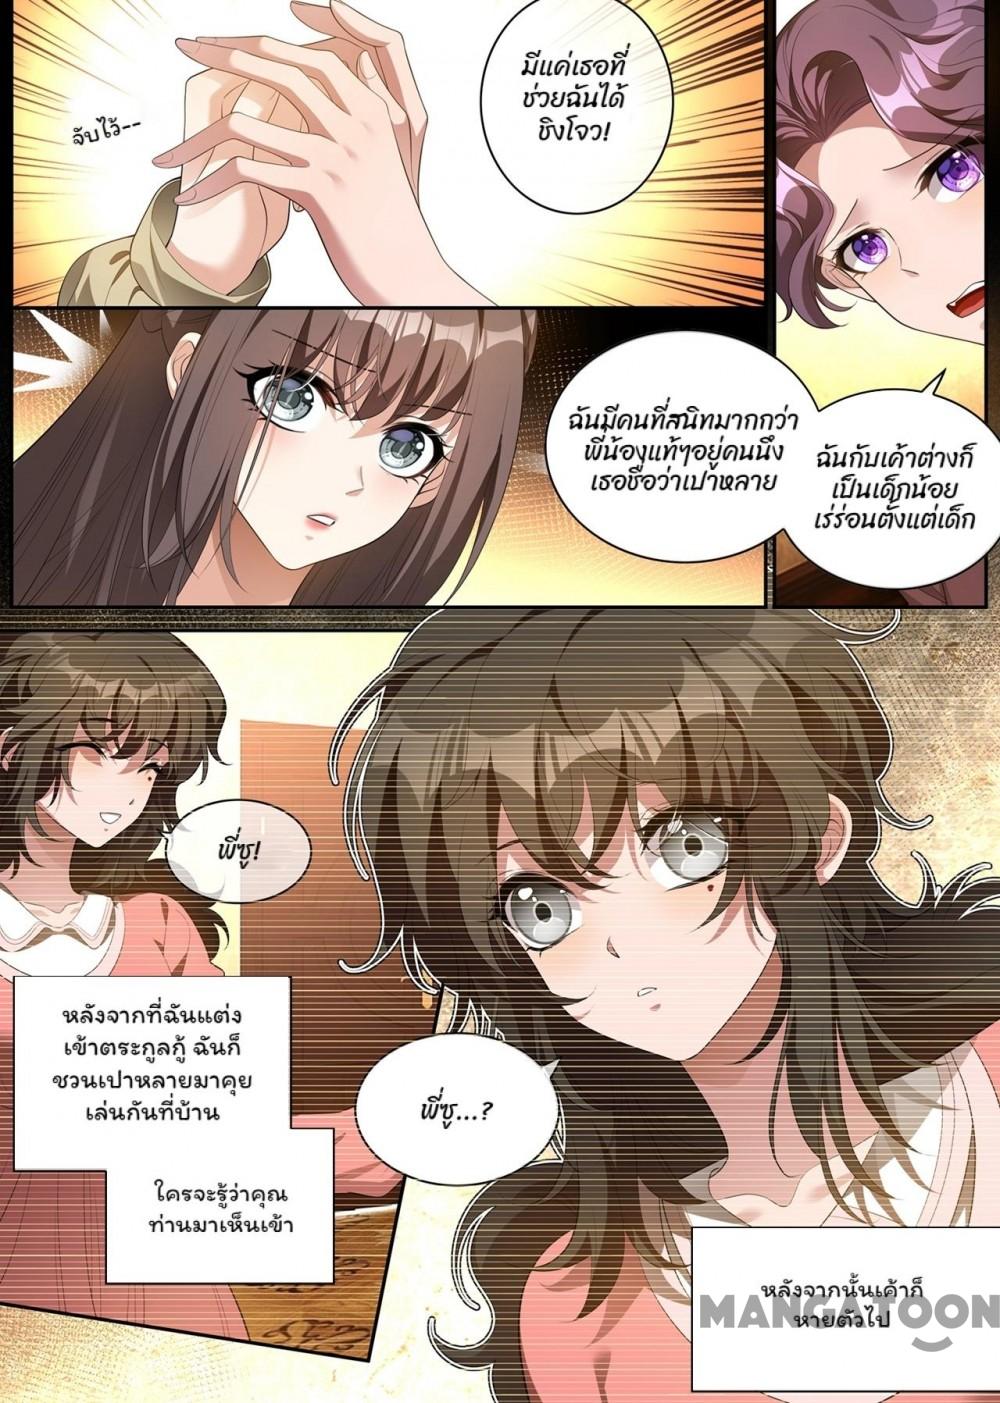 มีแค่เธอที่
ช่วยฉันได้
ชิงโจว!
จับไว้--
ฉันมีคนที่สนิทมากกว่า
พี่น้องแท้ๆอยู่คนนึง
เธอชื่อว่าเปาหลาย
ฉันกับเค้าต่างก็
เป็นเด็กน้อย
เร่ร่อนตั้งแต่เด็ก
พี่ซู!
หลังจากที่ฉันแต่ง
เข้าตระกูลกู้ ฉันก็
ชวนเปาหลายมาคุย
เล่นกันที่บ้าน
พี่ซู...?
ใครจะรู้ว่าคุณ
ท่านมาเห็นเข้า
หลังจากนั้นเค้าก็
หายตัวไป
MANGATOON